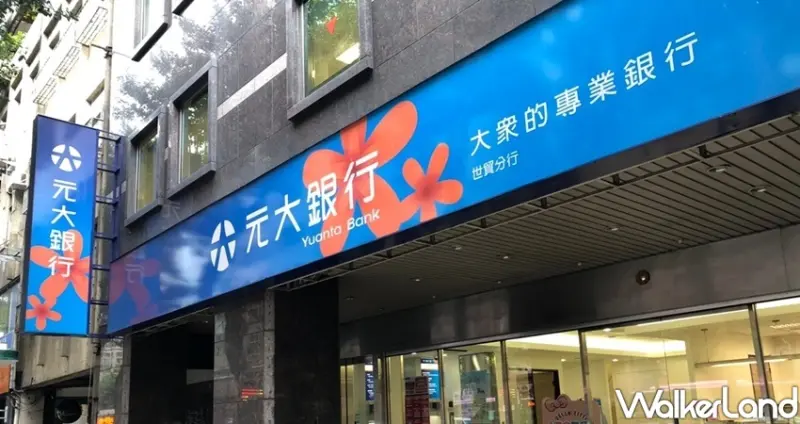 元大銀行
元大銀行
Yuanta Bank
大眾的專業銀行
世貿分行
WalkerLand